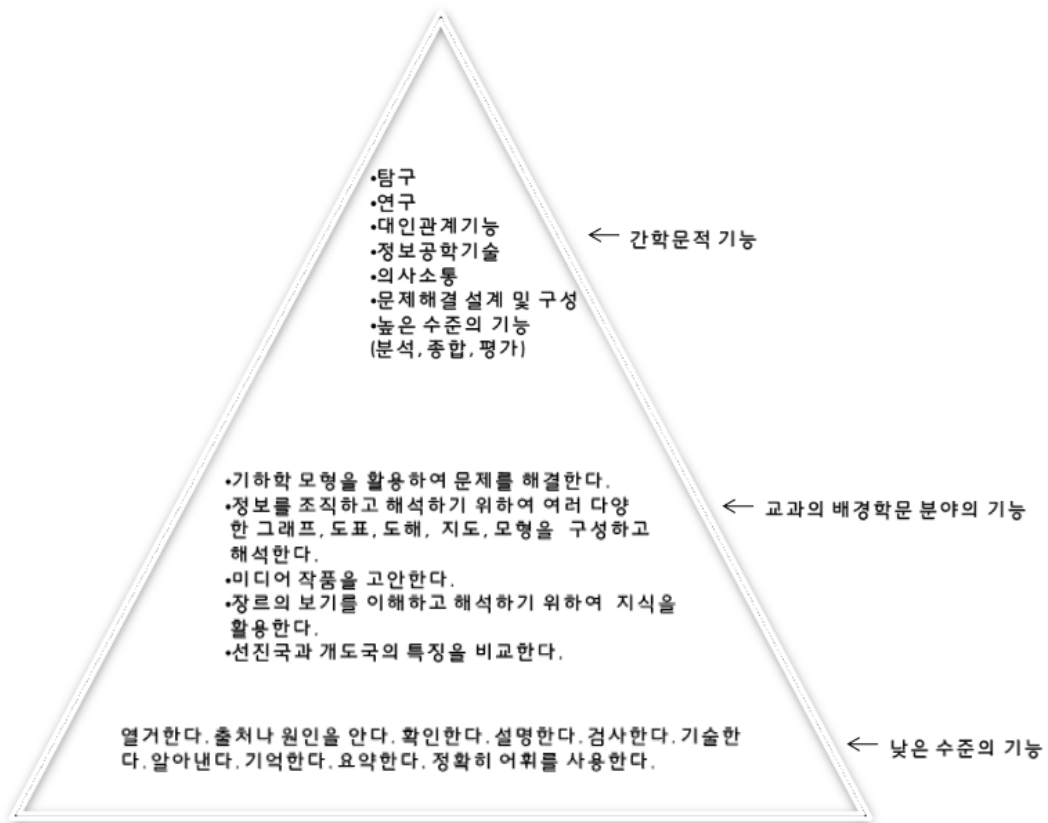 •탐구
•연구
•대인관계기능
•정보공학기술
•의사소통
•문제해결 설계 및 구성
•높은 수준의 기능
(분석, 종합, 평가)
← 간학문적 기능
•기하학 모형을 활용하여 문제를 해결한다.
•정보를 조직하고 해석하기 위하여 여러 다양
한 그래프, 도표, 도해, 지도, 모형을 구성하고
해석한다.
•미디어 작품을 고안한다.
•장르의 보기를 이해하고 해석하기 위하여 지식을
활용한다.
•선진국과 개도국의 특징을 비교한다.
← 교과의 배경학문 분야의 기능
열거한다. 출처나 원인을 안다. 확인한다. 설명한다. 검사한다. 기술한
다. 알아낸다. 기억한다. 요약한다. 정확히 어휘를 사용한다.
← 낮은 수준의 기능